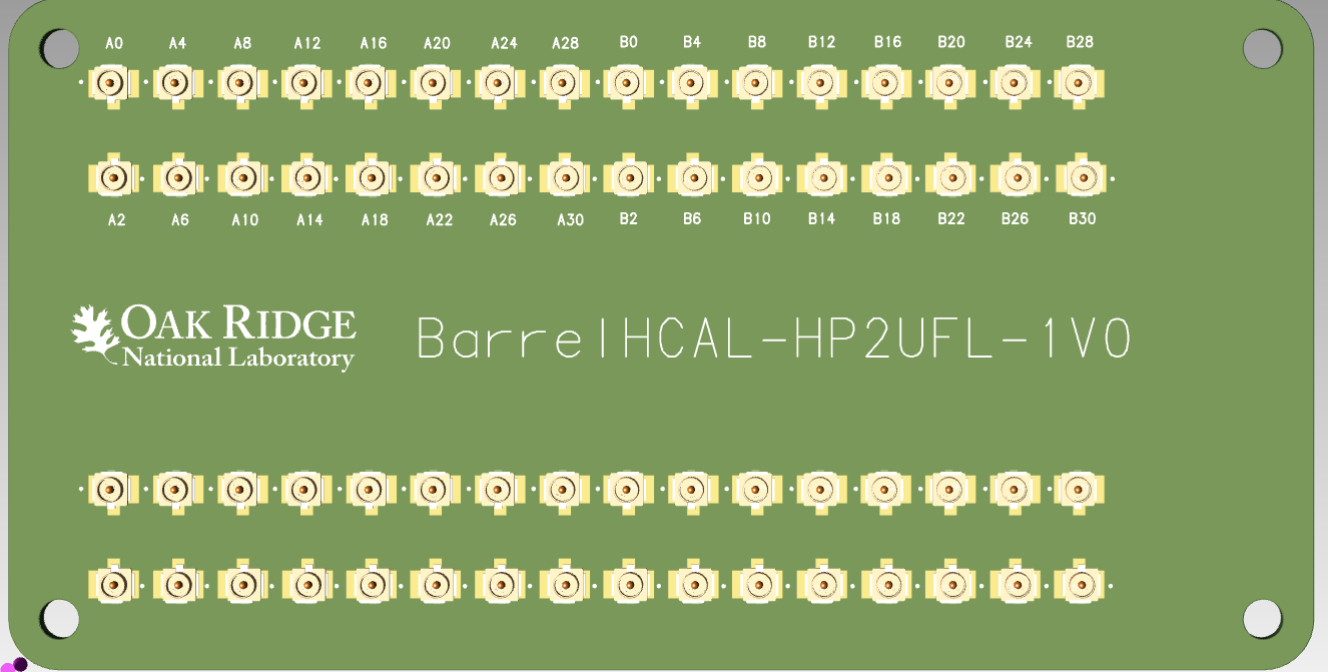 A0 A4 A8 A12 A16 A20 A24 A28 B0 B4 B8 B12 B16 B20 B24 B28
A2 A6 A10 A14 A18 A22 A26 A30 B2 B6 B10 B14 B18 B22 B26 B30
OAK RIDGE
National Laboratory
BarrelHCAL-HP2UFL-1V0